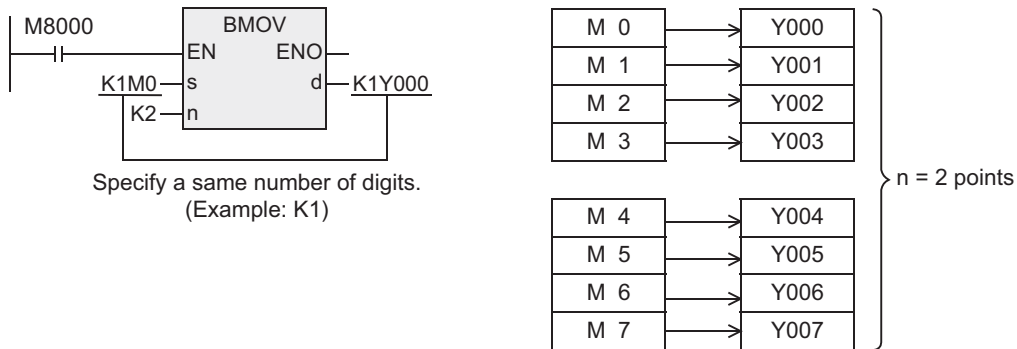 M8000
BMOV
EN ENO
K1M0 s d K1Y000
K2 n
Specify a same number of digits.
(Example: K1)
M 0 Y000
M 1 Y001
M 2 Y002
M 3 Y003
n = 2 points
M 4 Y004
M 5 Y005
M 6 Y006
M 7 Y007